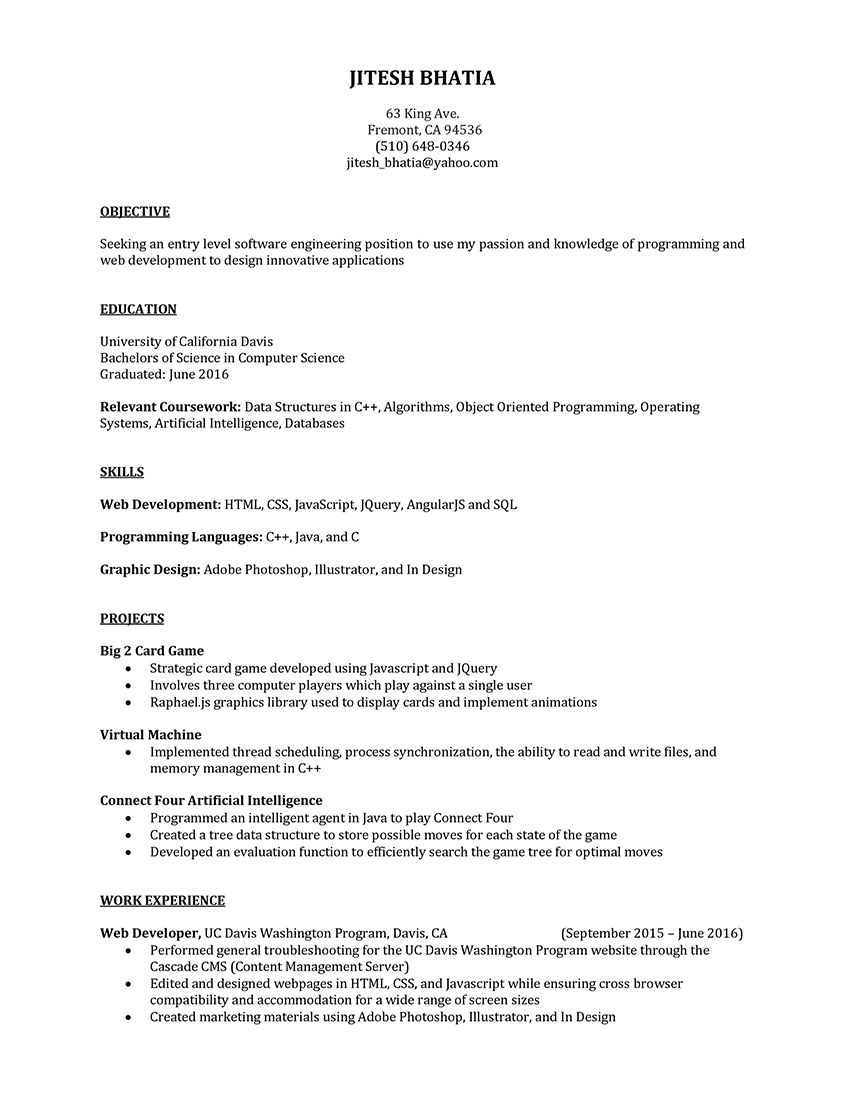 JITESH BHATIA
63 King Ave.
Fremont, CA 94536
(510) 648-0346
jitesh_bhatia@yahoo.com
OBJECTIVE
Seeking an entry level software engineering position to use my passion and knowledge of programming and
web development to design innovative applications
EDUCATION
University of California Davis
Bachelors of Science in Computer Science
Graduated: June 2016
Relevant Coursework: Data Structures in C++, Algorithms, Object Oriented Programming, Operating
Systems, Artificial Intelligence, Databases
SKILLS
Web Development: HTML, CSS, JavaScript, JQuery, AngularJS and SQL
Programming Languages: C++, Java, and C
Graphic Design: Adobe Photoshop, Illustrator, and In Design
PROJECTS
Big 2 Card Game
• Strategic card game developed using Javascript and JQuery
• Involves three computer players which play against a single user
• Raphael.js graphics library used to display cards and implement animations
Virtual Machine
• Implemented thread scheduling, process synchronization, the ability to read and write files, and
memory management in C++
Connect Four Artificial Intelligence
• Programmed an intelligent agent in Java to play Connect Four
• Created a tree data structure to store possible moves for each state of the game
• Developed an evaluation function to efficiently search the game tree for optimal moves
WORK EXPERIENCE
Web Developer, UC Davis Washington Program, Davis, CA (September 2015 – June 2016)
• Performed general troubleshooting for the UC Davis Washington Program website through the
Cascade CMS (Content Management Server)
• Edited and designed webpages in HTML, CSS, and Javascript while ensuring cross browser
compatibility and accommodation for a wide range of screen sizes
• Created marketing materials using Adobe Photoshop, Illustrator, and In Design